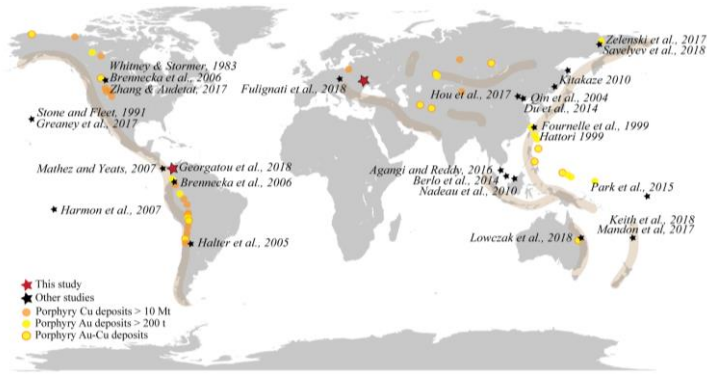 Zelenski et al., 2017
Savelyev et al., 2018
Whitney & Stormer, 1983
Brennecka et al., 2006
Zhang & Audetat, 2017
Fulignati et al., 2018
Kitakaze 2010
Hou et al., 2017
Qin et al., 2004
Du et al., 2014
Stone and Fleet, 1991
Greaney et al., 2017
Fournelle et al., 1999
Hattori 1999
Mathez and Yeats, 2007
Georgatou et al., 2018
Brennecka et al., 2006
Agangi and Reddy, 2016
Berlo et al., 2014
Nadeau et al., 2010
Park et al., 2015
Harmon et al., 2007
Keith et al., 2018
Mandon et al, 2017
Lowczak et al., 2018
Halter et al., 2005
This study
Other studies
Porphyry Cu deposits > 10 Mt
Porphyry Au deposits > 200 t
Porphyry Au-Cu deposits